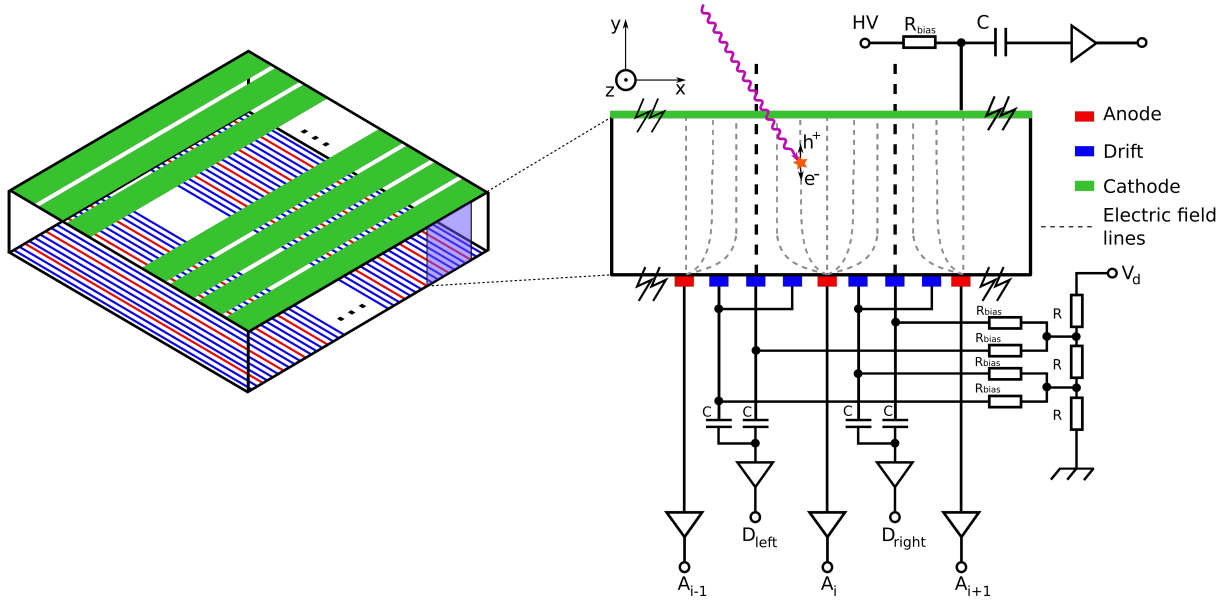 y
x
z
HV
R_bias
C
h+
e-
Anode
Drift
Cathode
Electric field
lines
V_d
R_bias
R
R_bias
R_bias
R
R_bias
R
C
C
C
C
D_left
D_right
A_i-1
A_i
A_i+1